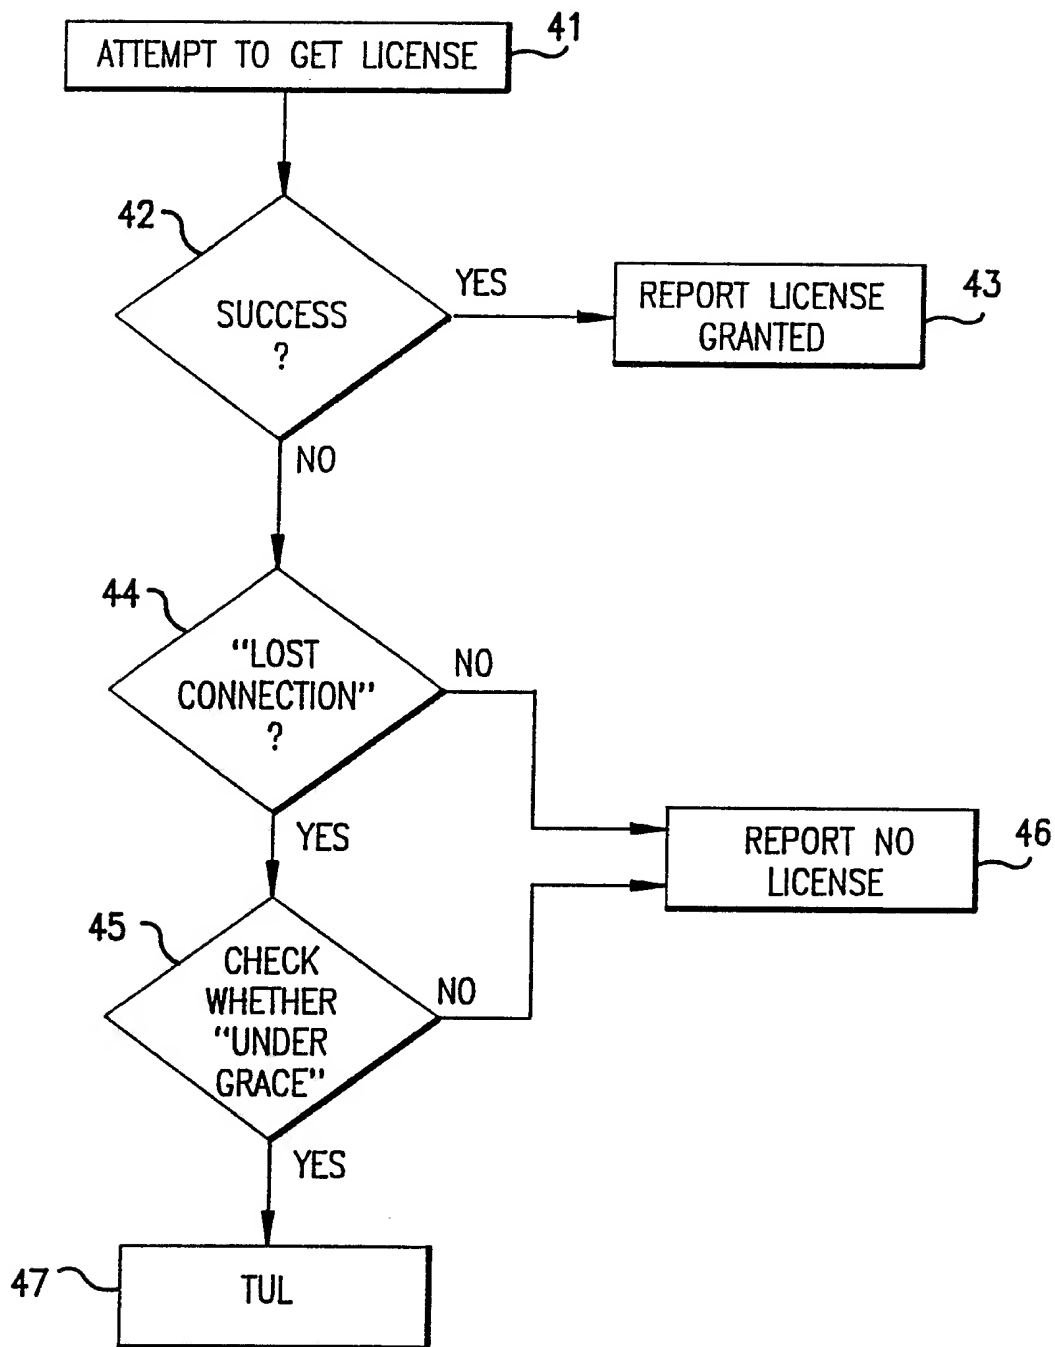 ATTEMPT TO GET LICENSE
41
42
SUCCESS
?
YES
REPORT LICENSE
GRANTED
43
NO
44
"LOST
CONNECTION"
?
NO
YES
REPORT NO
LICENSE
46
45
CHECK
WHETHER
"UNDER
GRACE"
NO
YES
47
TUL